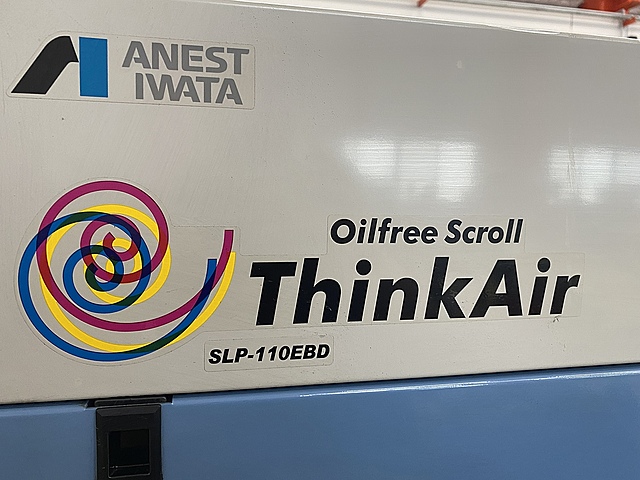 ANEST
IWATA
Oilfree Scroll
ThinkAir
SLP-110EBD